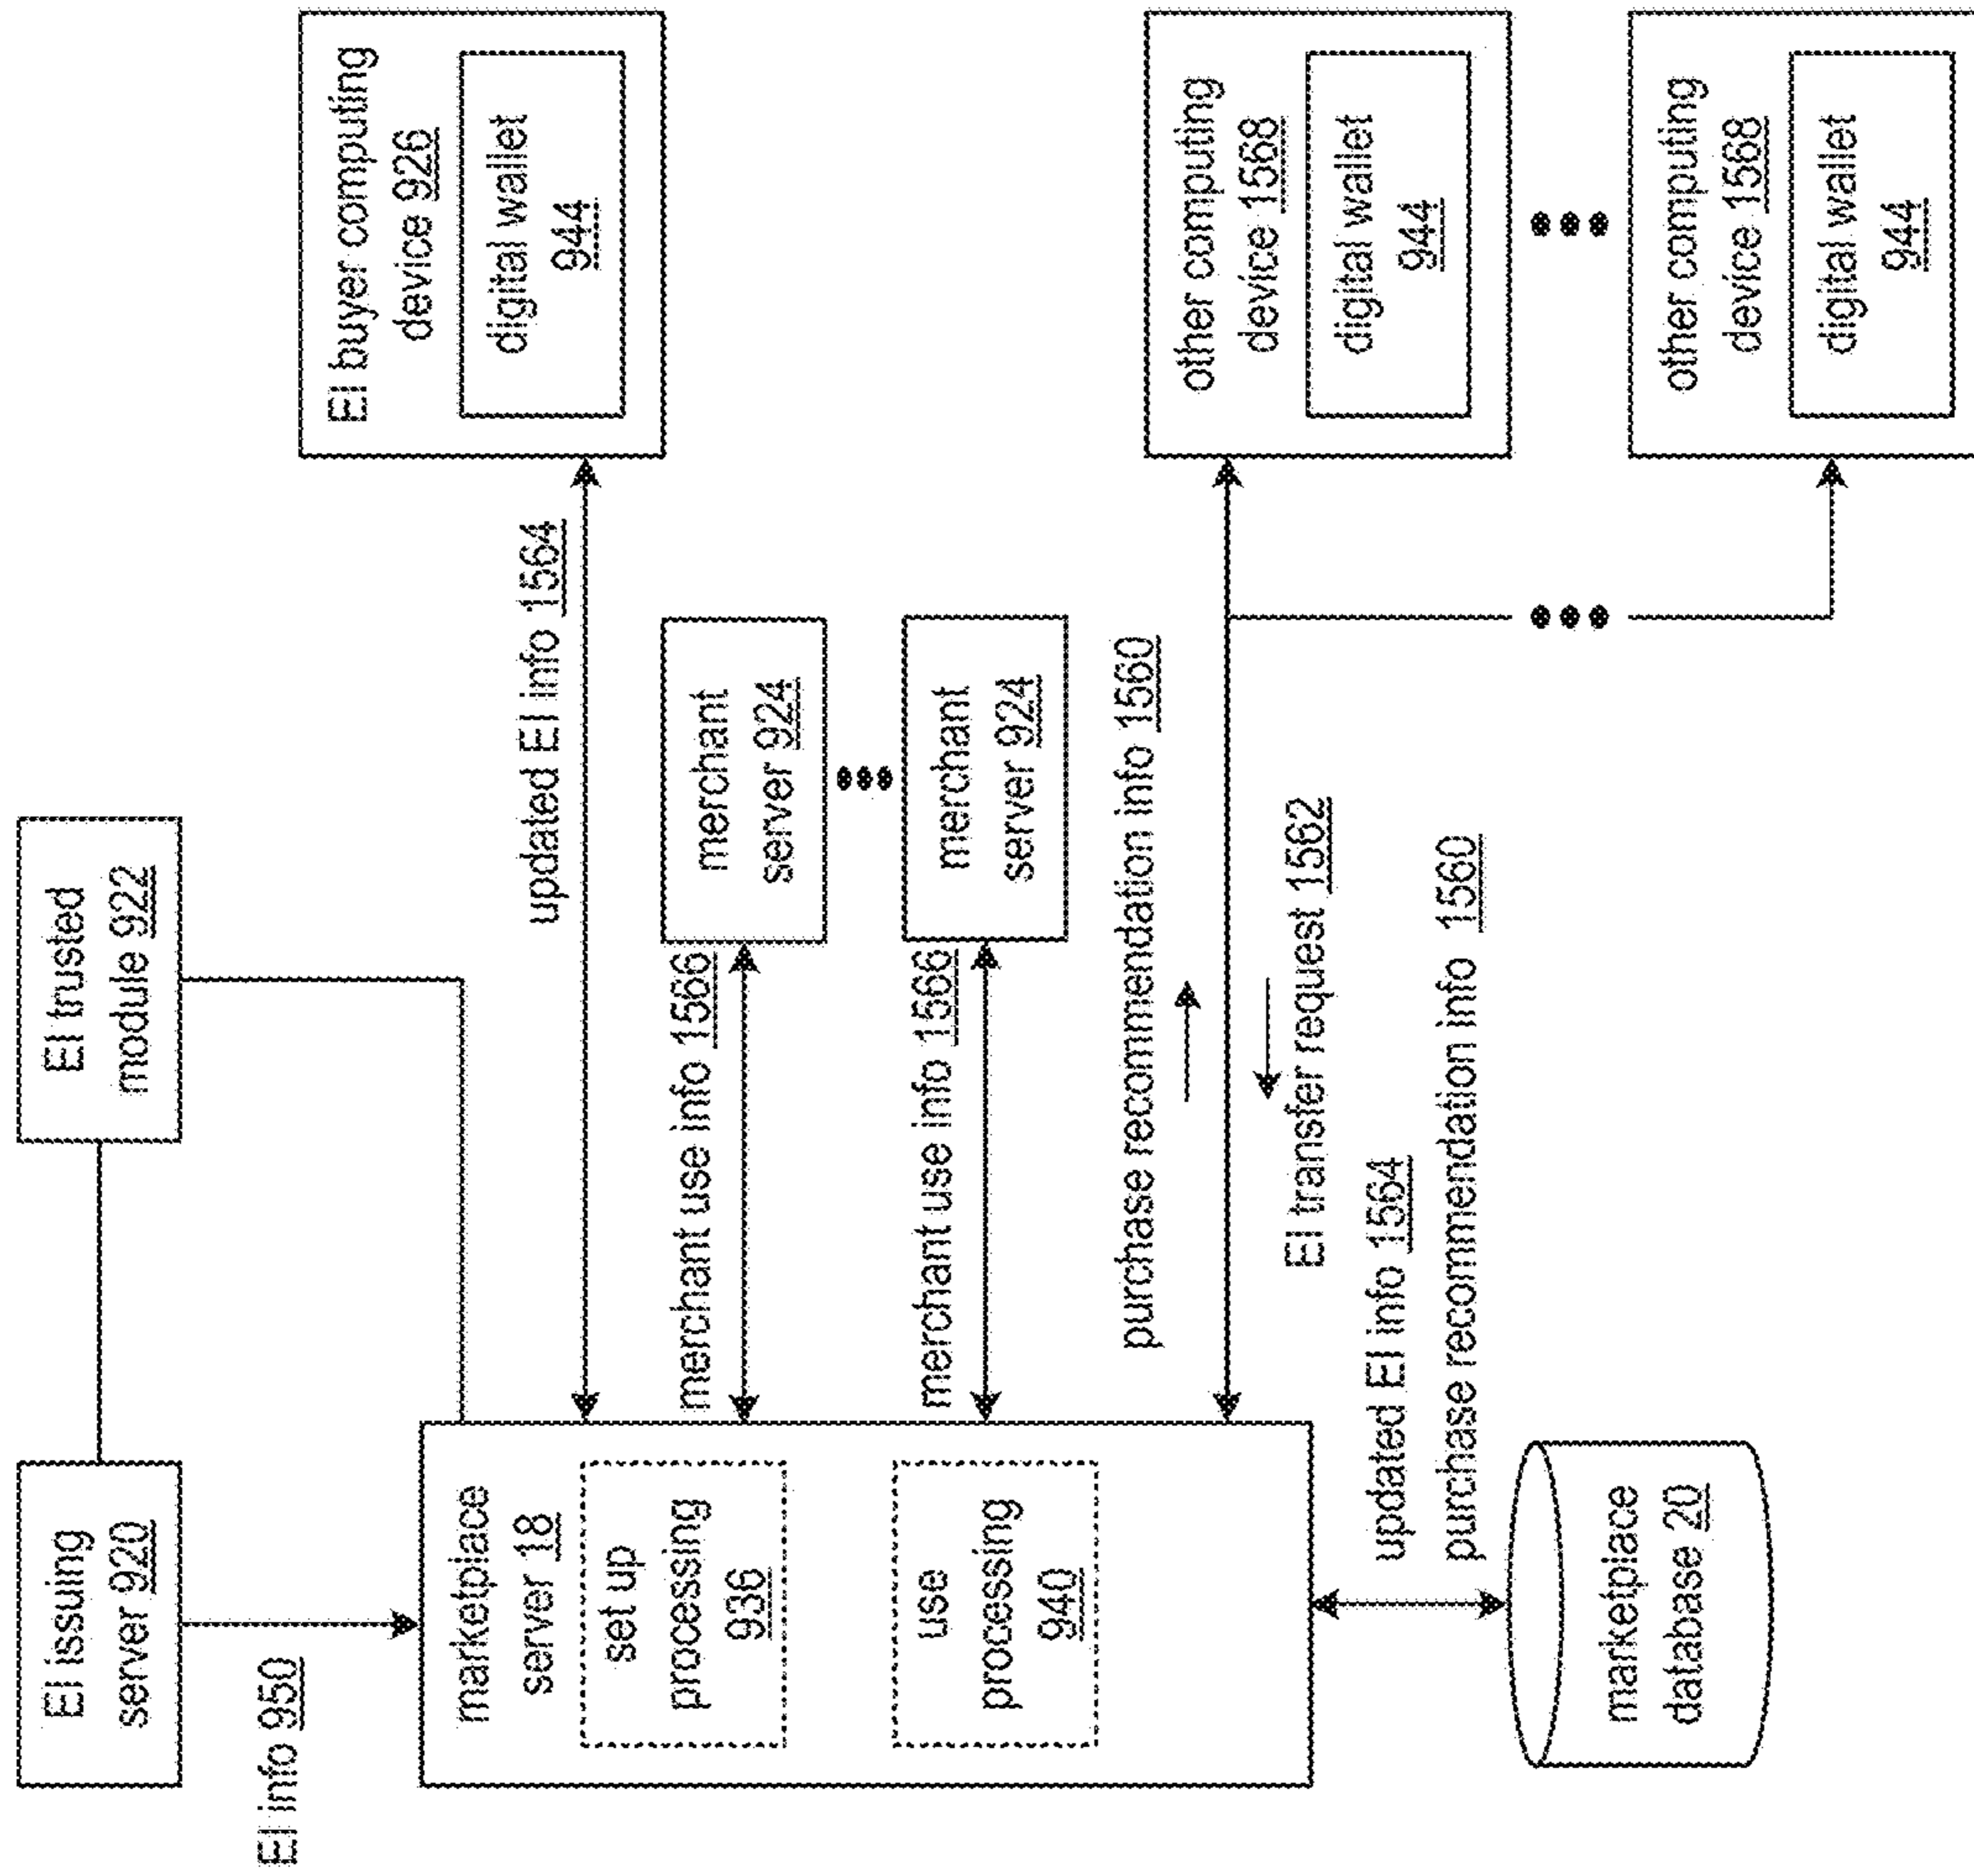 EI issuing
server 920
EI trusted
module 922
EI info 950
marketplace
server 18
set up
processing
936
use
processing
940
updated EI info 1564
EI buyer computing
device 926
digital wallet
944
merchant use info 1566
merchant
server 924
merchant use info 1566
merchant
server 924
purchase recommendation info 1560
EI transfer request 1562
other computing
device 1568
digital wallet
944
other computing
device 1568
digital wallet
944
updated EI info 1564
purchase recommendation info 1560
marketplace
database 20